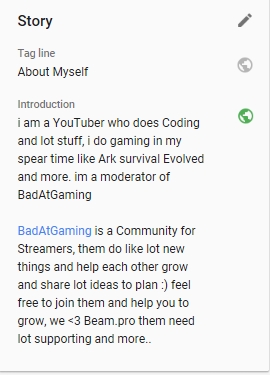 Story
Tag line
About Myself
Introduction
i am a YouTuber who does Coding
and lot stuff, i do gaming in my
spear time like Ark survival Evolved
and more. im a moderator of
BadAtGaming
BadAtGaming is a Community for
Streamers, them do like lot new
things and help each other grow
and share lot ideas to plan :) feel
free to join them and help you to
grow, we <3 Beam.pro them need
lot supporting and more..